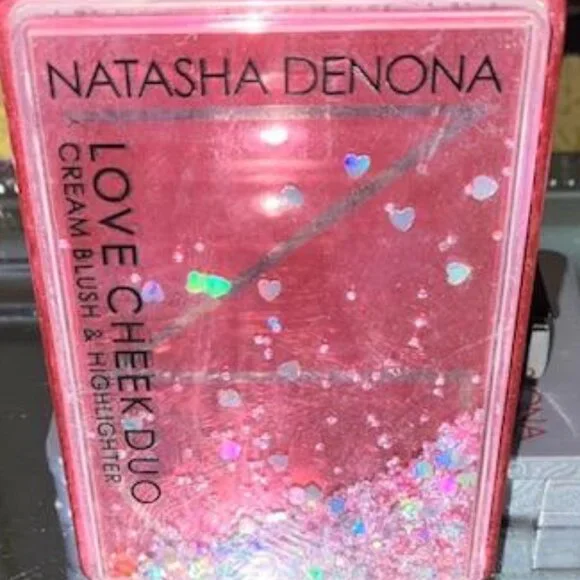 NATASHA DENONA
LOVE CHEEK DUO
CREAM BLUSH & HIGHLIGHTER